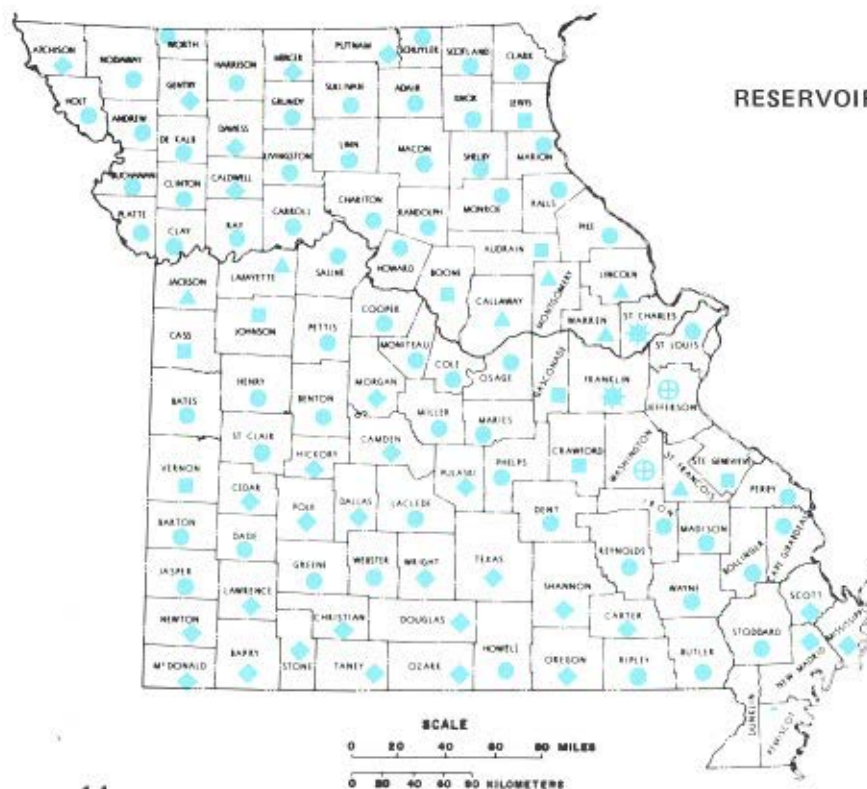 RESERVOIR
ATCHISON
NODAWAY
WORTH
HARRISON
MERCER
PUTNAM
SCHUYLER
SCOTLAND
CLARK
HOLT
GENTRY
SULLIVAN
ADAIR
KNOX
LEWIS
ANDREW
GRUNDY
DE KALB
DAVIESS
LIVINGSTON
LINN
MACON
SHELBY
MARION
BUCHANAN
CLINTON
CALDWELL
CHARITON
RANDOLPH
MONROE
RALLS
PLATTE
CLAY
RAY
CARROLL
PIKE
AUDRAIN
JACKSON
LAFAYETTE
SALINE
HOWARD
BOONE
CALLAWAY
MONTGOMERY
LINCOLN
WARREN
ST CHARLES
ST LOUIS
CASS
JOHNSON
PETTIS
COOPER
MONITEAU
COLE
OSAGE
GASCONADE
FRANKLIN
JEFFERSON
BATES
HENRY
BENTON
MORGAN
MILLER
MARIES
ST CLAIR
HICKORY
CAMDEN
PULASKI
PHELPS
CRAWFORD
WASHINGTON
ST. FRANCOIS
STE GENEVIEVE
PERRY
VERNON
CEDAR
POLK
DALLAS
LACLEDE
DENT
IRON
MADISON
BOLLINGER
CAPE GIRARDEAU
BARTON
DADE
GREENE
WEBSTER
WRIGHT
TEXAS
SHANNON
REYNOLDS
WAYNE
JASPER
LAWRENCE
NEWTON
CHRISTIAN
DOUGLAS
CARTER
STODDARD
SCOTT
MISSISSIPPI
McDONALD
BARRY
STONE
TANEY
OZARK
HOWELL
OREGON
RIPLEY
BUTLER
NEW MADRID
DUNKLIN
PEMISCOT
SCALE
0 20 40 60 80 MILES
0 20 40 60 80 KILOMETERS